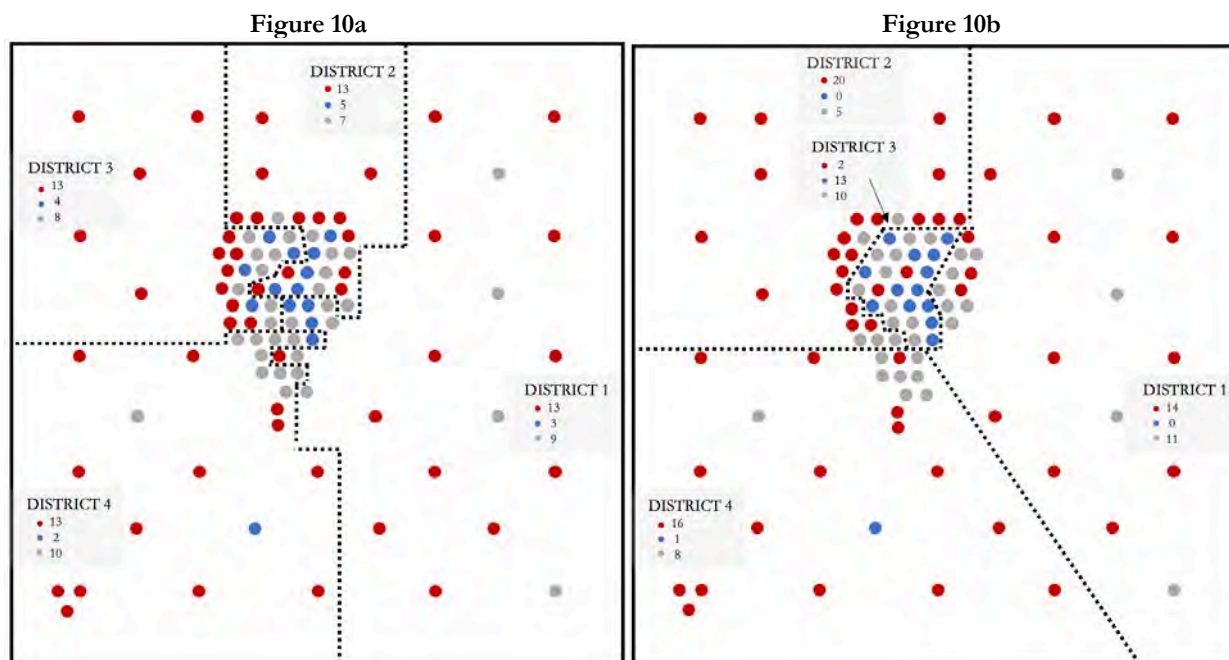 Figure 10a
DISTRICT 2
13
5
7
DISTRICT 3
13
4
8
DISTRICT 1
13
3
9
DISTRICT 4
13
2
10
Figure 10b
DISTRICT 2
20
0
5
DISTRICT 3
2
13
10
DISTRICT 1
14
0
11
DISTRICT 4
16
1
8